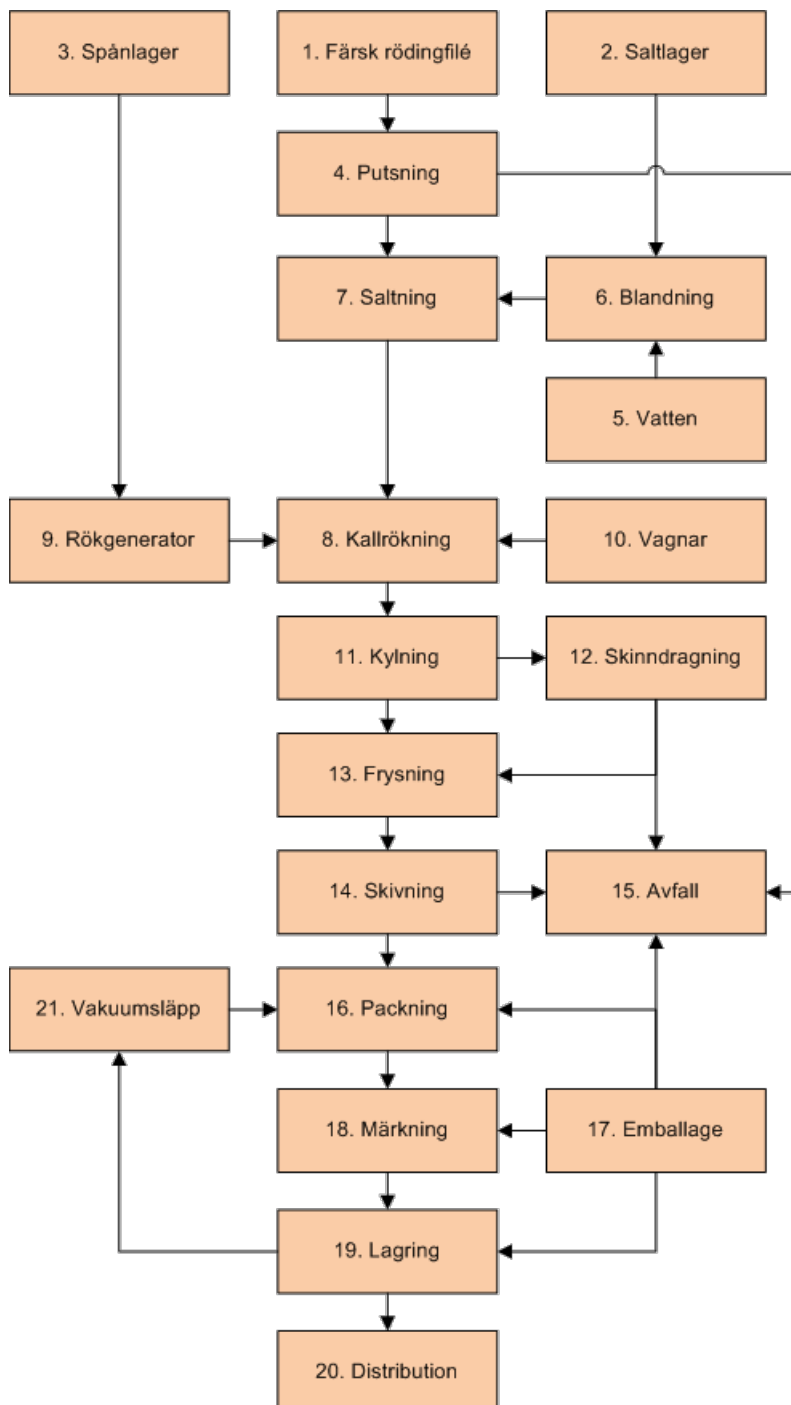 3. Spånlager
1. Färsk rödingfilé
2. Saltlager
4. Putsning
7. Saltning
6. Blandning
5. Vatten
9. Rökgenerator
8. Kallrökning
10. Vagnar
11. Kylning
12. Skinndragning
13. Frysning
14. Skivning
15. Avfall
21. Vakuumsläpp
16. Packning
18. Märkning
17. Emballage
19. Lagring
20. Distribution